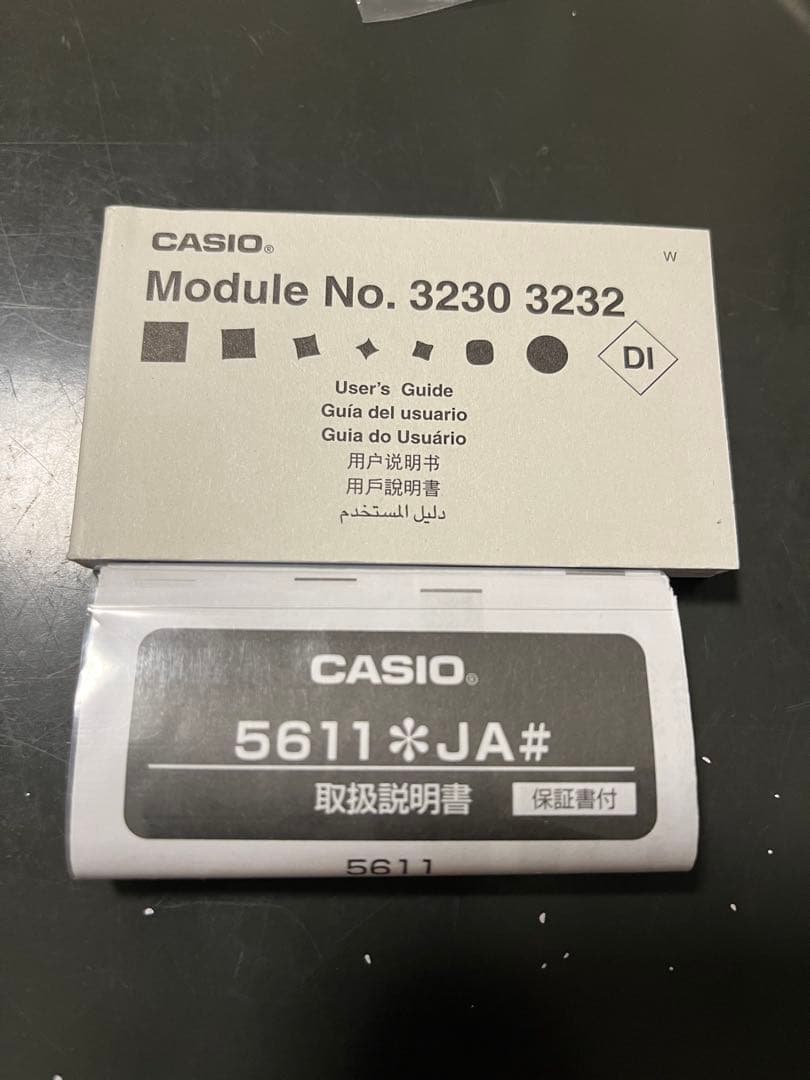 CASIO®
W
Module No. 3230 3232
DI
User's Guide
Guía del usuario
Guia do Usuário
用户说明书
用戶說明書
دليل المستخدم
CASIO®
5611＊JA#
取扱説明書 保証書付
5611